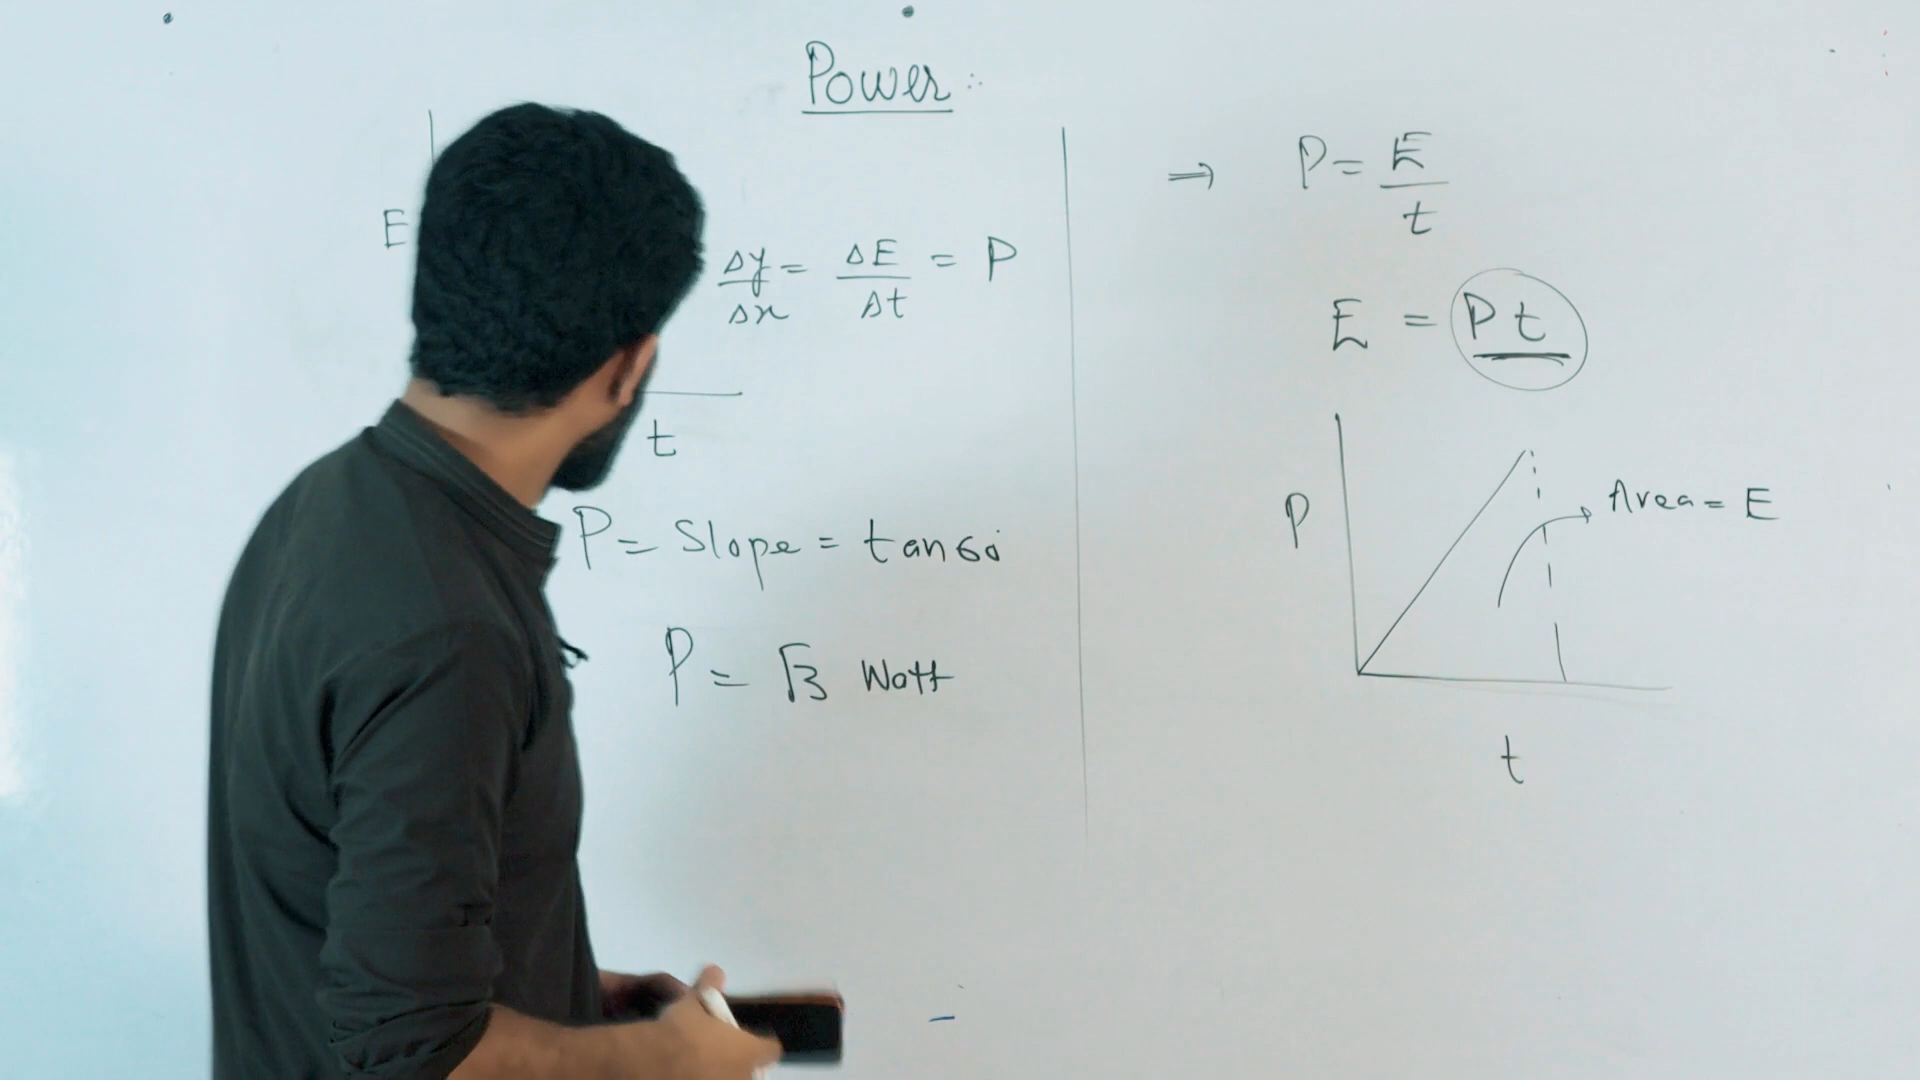 Power :
E
Δy/Δx = ΔE/Δt = P
t
P = Slope = tan60
P = √3 Watt
⇒ P = E/t
E = Pt
P
Area = E
t